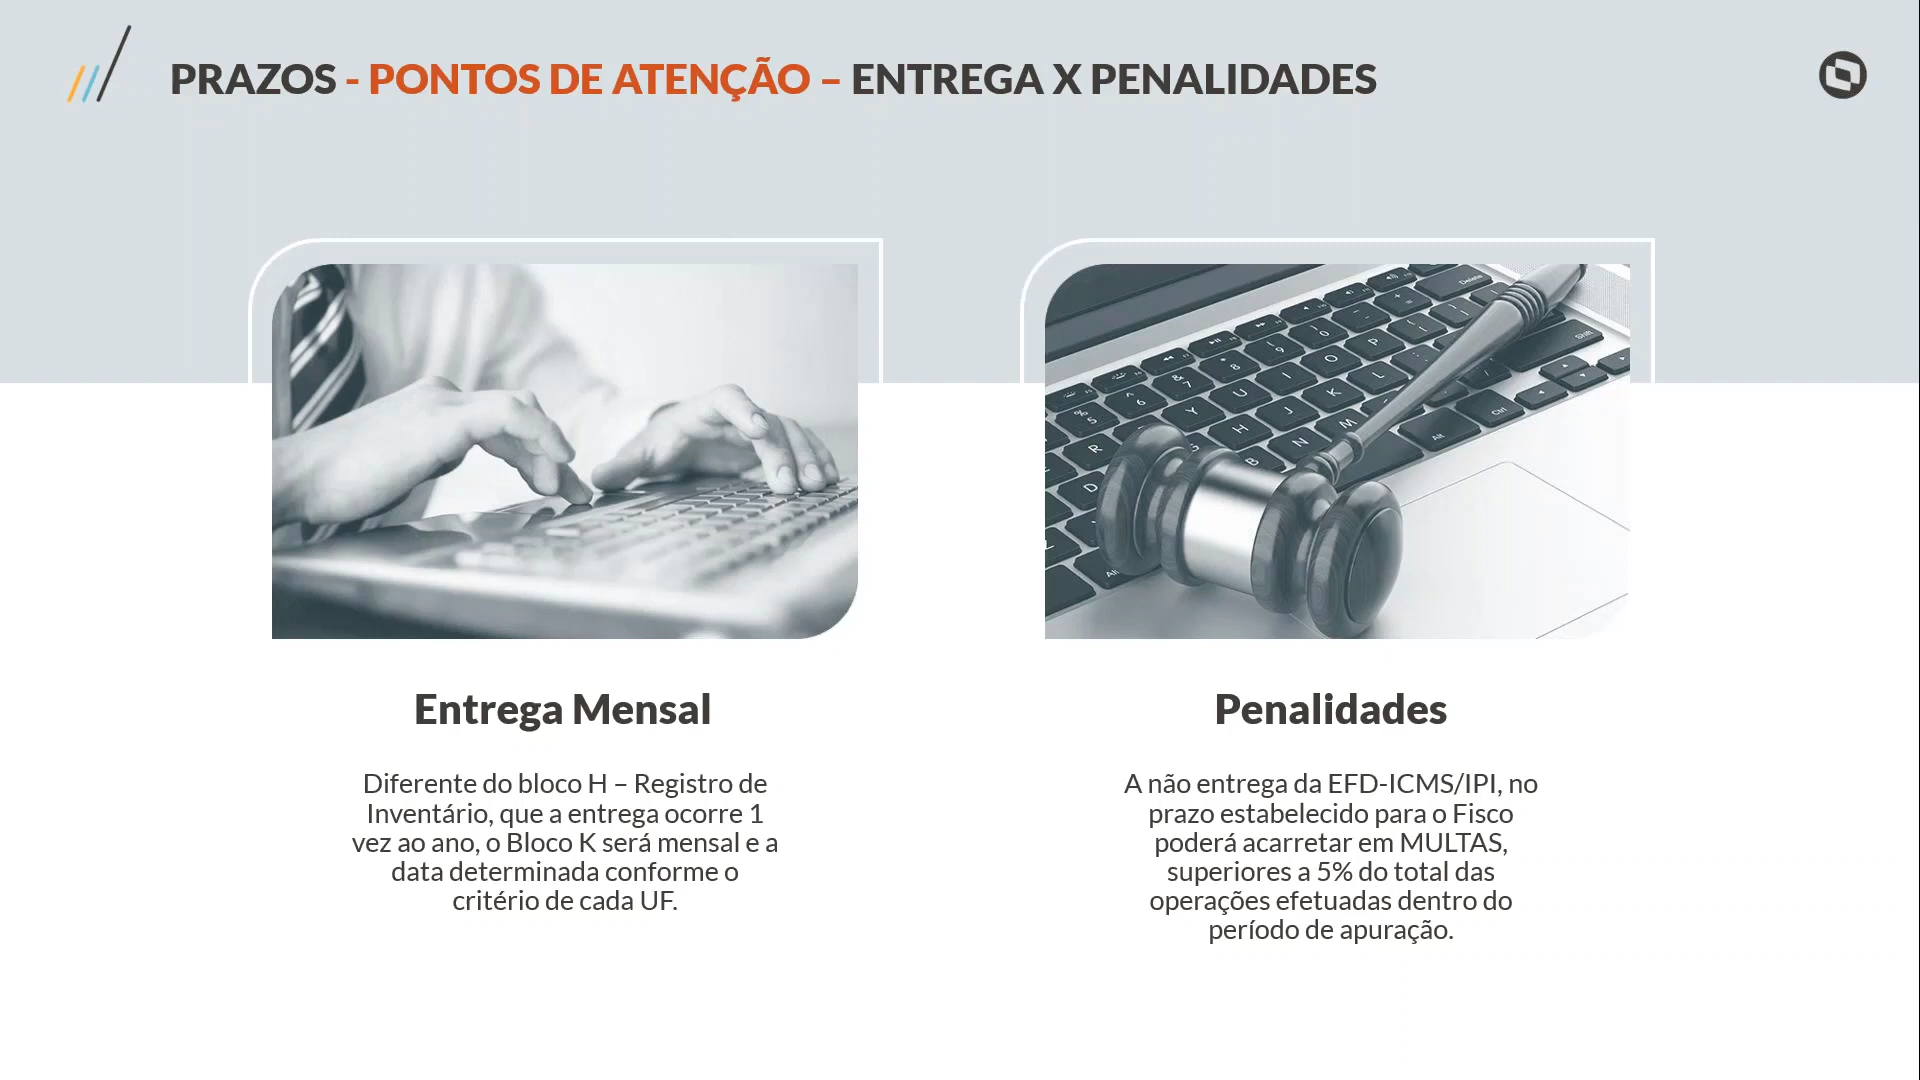 PRAZOS - PONTOS DE ATENÇÃO – ENTREGA X PENALIDADES
Entrega Mensal
Diferente do bloco H – Registro de
Inventário, que a entrega ocorre 1
vez ao ano, o Bloco K será mensal e a
data determinada conforme o
critério de cada UF.
Penalidades
A não entrega da EFD-ICMS/IPI, no
prazo estabelecido para o Fisco
poderá acarretar em MULTAS,
superiores a 5% do total das
operações efetuadas dentro do
período de apuração.